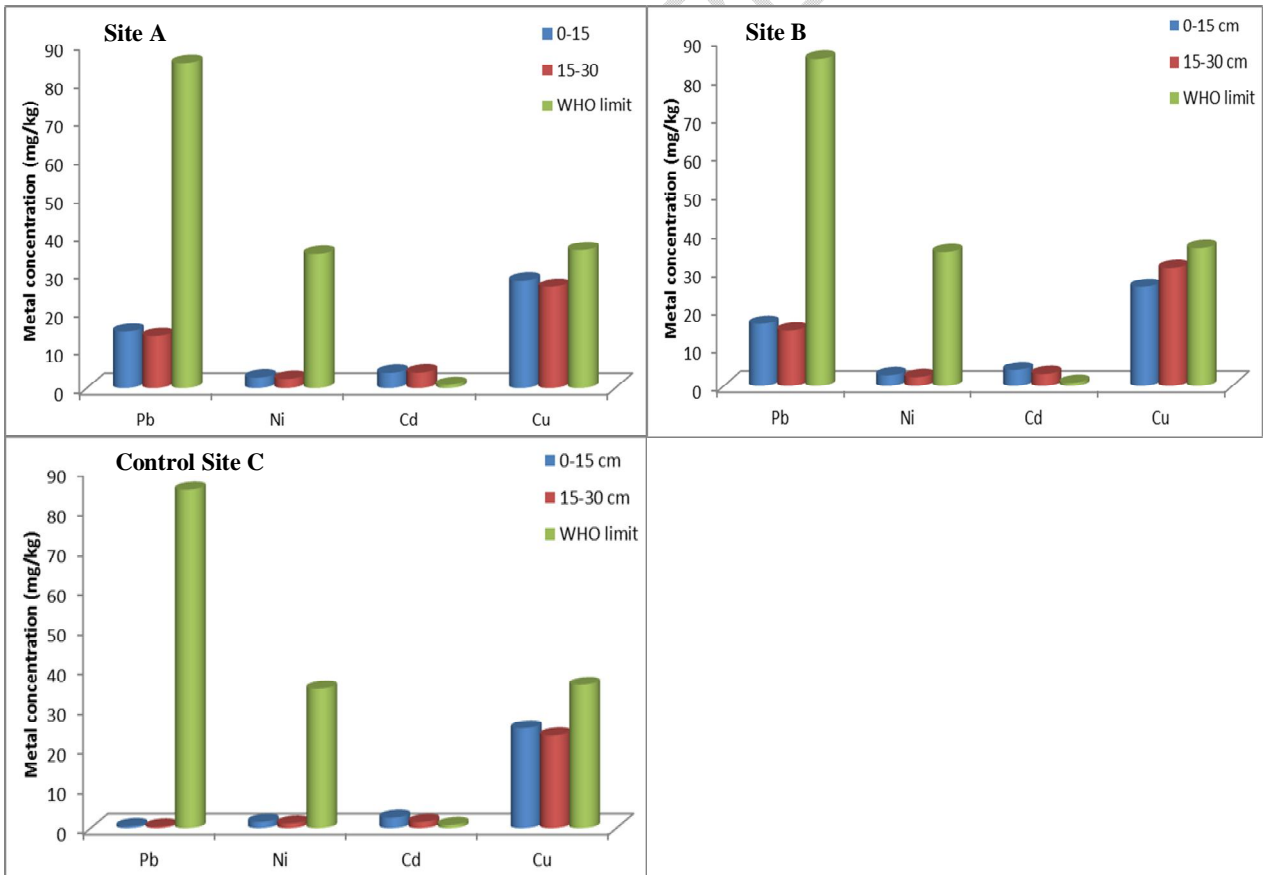 Site A
0-15
15-30
WHO limit
Metal concentration (mg/kg)
90
80
70
60
50
40
30
20
10
0
Pb Ni Cd Cu
Site B
0-15 cm
15-30 cm
WHO limit
Metal concentration (mg/kg)
90
80
70
60
50
40
30
20
10
0
Pb Ni Cd Cu
Control Site C
0-15 cm
15-30 cm
WHO limit
Metal concentration (mg/kg)
90
80
70
60
50
40
30
20
10
0
Pb Ni Cd Cu